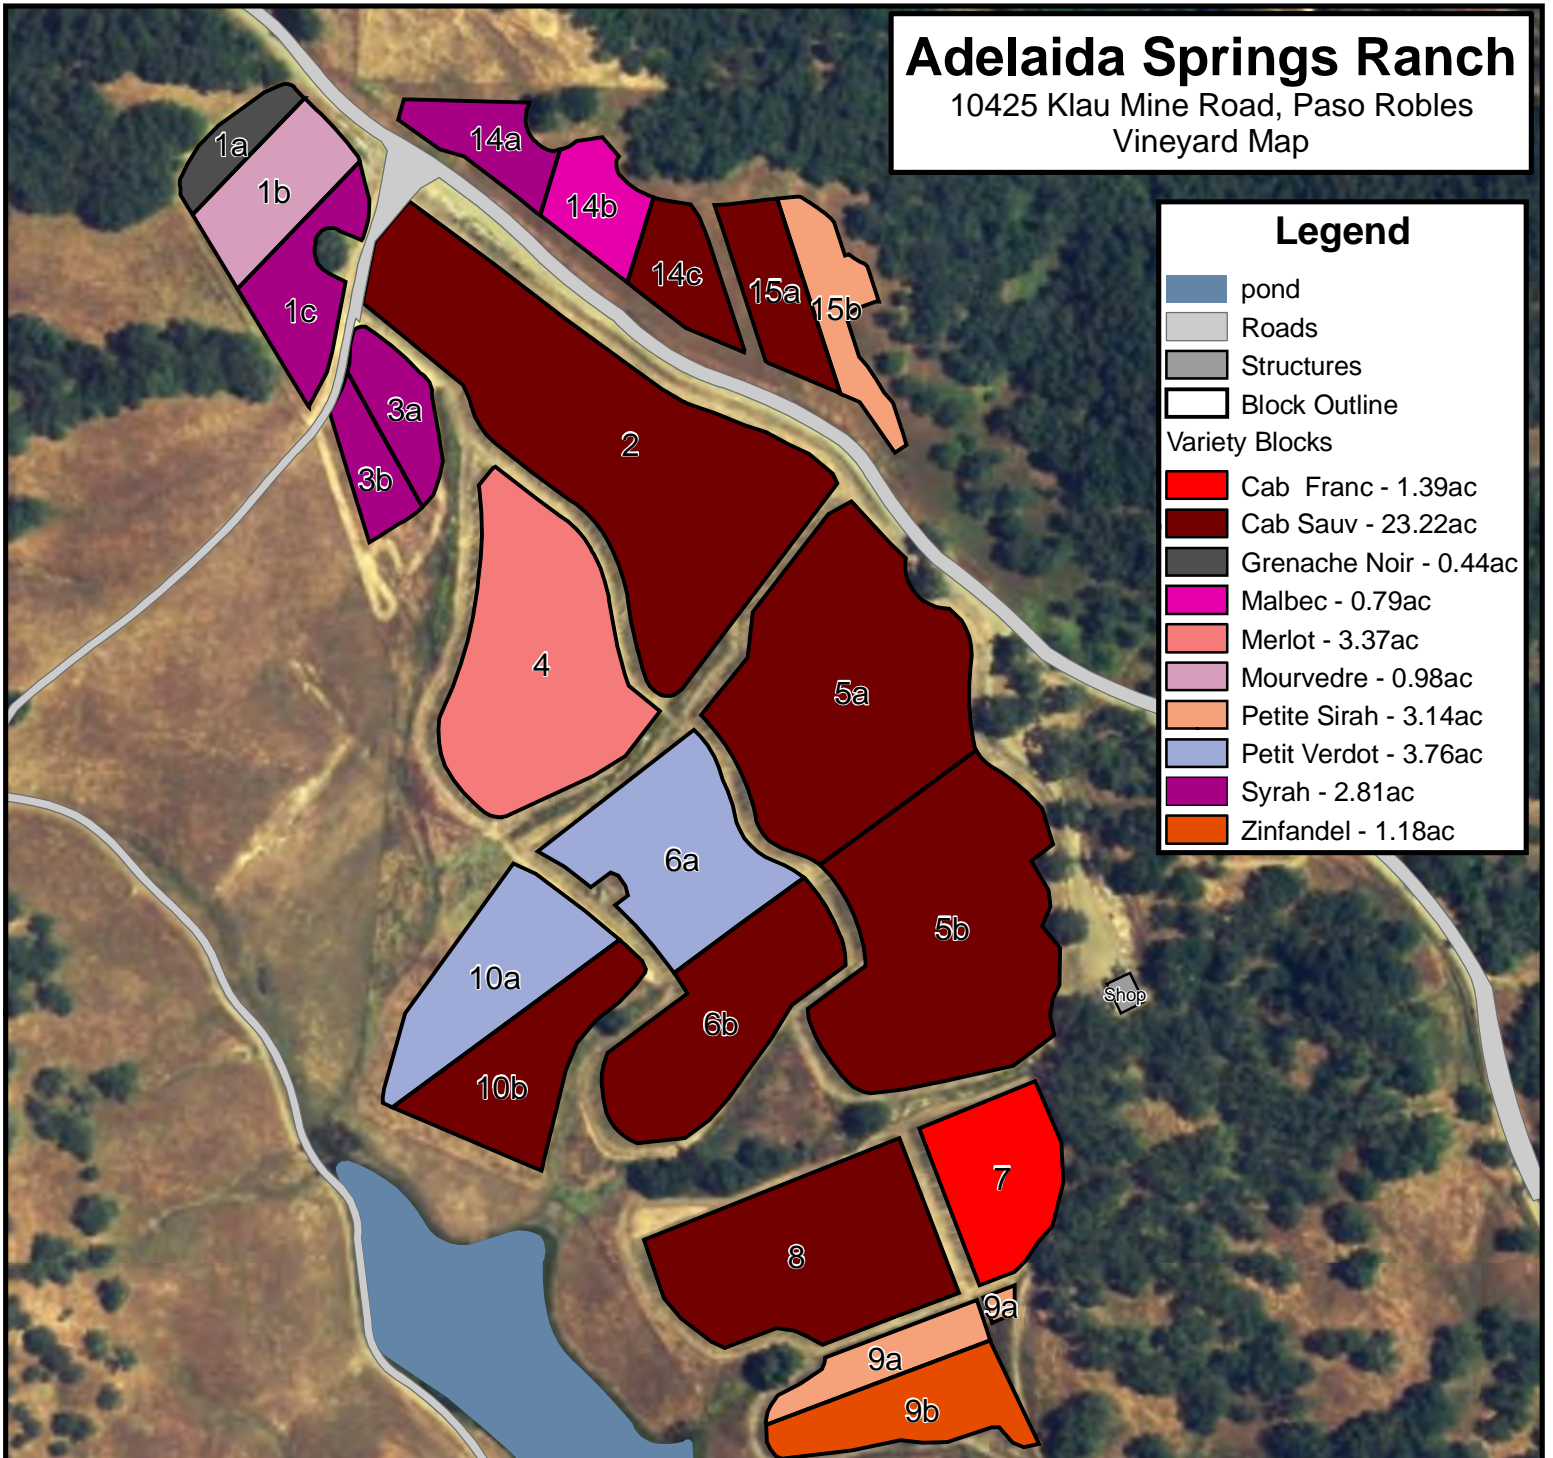 Adelaida Springs Ranch
10425 Klau Mine Road, Paso Robles
Vineyard Map
Legend
pond
Roads
Structures
Block Outline
Variety Blocks
Cab  Franc - 1.39ac
Cab Sauv - 23.22ac
Grenache Noir - 0.44ac
Malbec - 0.79ac
Merlot - 3.37ac
Mourvedre - 0.98ac
Petite Sirah - 3.14ac
Petit Verdot - 3.76ac
Syrah - 2.81ac
Zinfandel - 1.18ac
1a
1b
1c
14a
14b
14c
15a
15b
3a
3b
2
4
5a
6a
5b
10a
6b
10b
Shop
7
8
9a
9a
9b